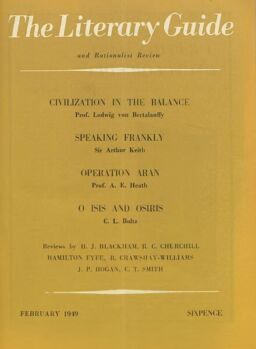 The Literary Guide
and Rationalist Review
CIVILIZATION IN THE BALANCE
Prof. Ludwig von Bertalanffy
SPEAKING FRANKLY
Sir Arthur Keith
OPERATION ARAN
Prof. A. E. Heath
O ISIS AND OSIRIS
C. L. Boltz
Reviews by H. J. BLACKHAM, R. C. CHURCHILL
HAMILTON FYFE, R. CRAWSHAY-WILLIAMS
J. P. HOGAN, C. T. SMITH
FEBRUARY 1949
SIXPENCE